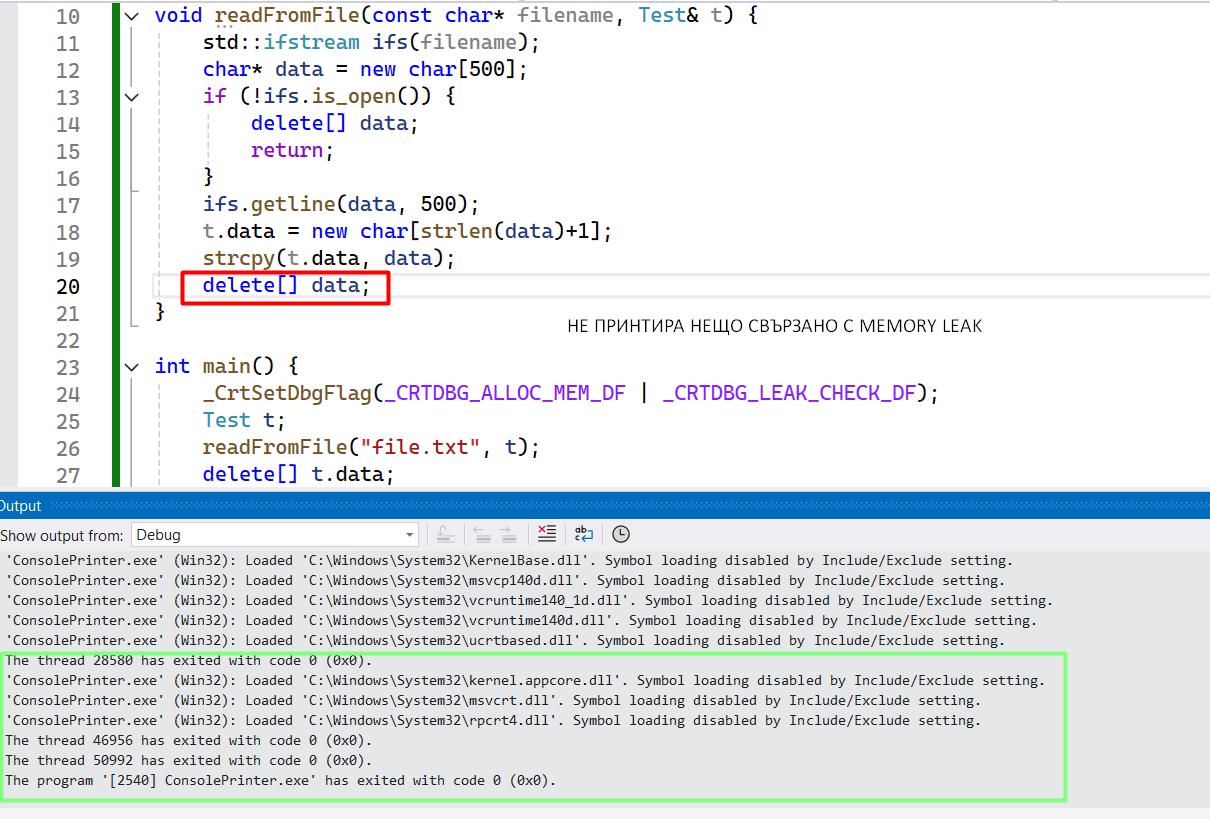 10 void readFromFile(const char* filename, Test& t) {
11     std::ifstream ifs(filename);
12     char* data = new char[500];
13     if (!ifs.is_open()) {
14         delete[] data;
15         return;
16     }
17     ifs.getline(data, 500);
18     t.data = new char[strlen(data)+1];
19     strcpy(t.data, data);
20     delete[] data;
21 }
НЕ ПРИНТИРА НЕЩО СВЪРЗАНО С MEMORY LEAK
22
23 int main() {
24     _CrtSetDbgFlag(_CRTDBG_ALLOC_MEM_DF | _CRTDBG_LEAK_CHECK_DF);
25     Test t;
26     readFromFile("file.txt", t);
27     delete[] t.data;
Output
Show output from: Debug
'ConsolePrinter.exe' (Win32): Loaded 'C:\Windows\System32\KernelBase.dll'. Symbol loading disabled by Include/Exclude setting.
'ConsolePrinter.exe' (Win32): Loaded 'C:\Windows\System32\msvcp140d.dll'. Symbol loading disabled by Include/Exclude setting.
'ConsolePrinter.exe' (Win32): Loaded 'C:\Windows\System32\vcruntime140_1d.dll'. Symbol loading disabled by Include/Exclude setting.
'ConsolePrinter.exe' (Win32): Loaded 'C:\Windows\System32\vcruntime140d.dll'. Symbol loading disabled by Include/Exclude setting.
'ConsolePrinter.exe' (Win32): Loaded 'C:\Windows\System32\ucrtbased.dll'. Symbol loading disabled by Include/Exclude setting.
The thread 28580 has exited with code 0 (0x0).
'ConsolePrinter.exe' (Win32): Loaded 'C:\Windows\System32\kernel.appcore.dll'. Symbol loading disabled by Include/Exclude setting.
'ConsolePrinter.exe' (Win32): Loaded 'C:\Windows\System32\msvcrt.dll'. Symbol loading disabled by Include/Exclude setting.
'ConsolePrinter.exe' (Win32): Loaded 'C:\Windows\System32\rpcrt4.dll'. Symbol loading disabled by Include/Exclude setting.
The thread 46956 has exited with code 0 (0x0).
The thread 50992 has exited with code 0 (0x0).
The program '[2540] ConsolePrinter.exe' has exited with code 0 (0x0).